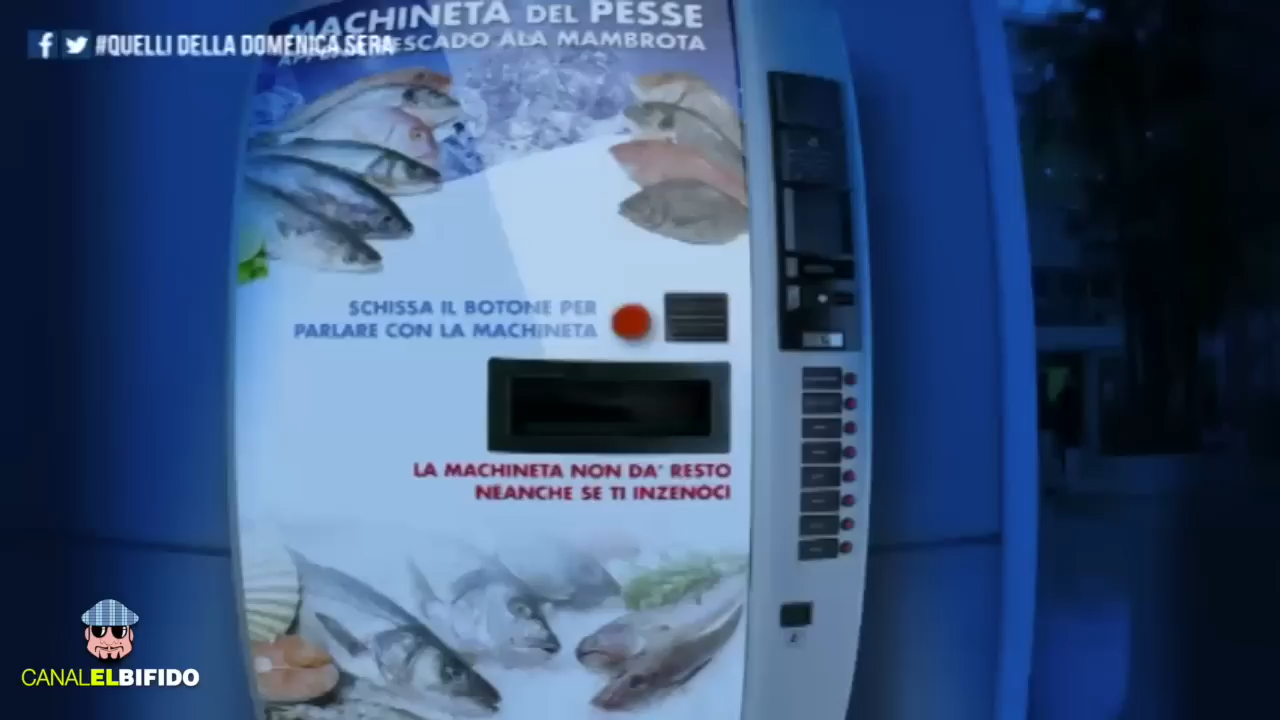 MACHINETA DEL PESSE
#QUELLI DELLA DOMENICA SERA
PESCADO ALA MAMBROTA
SCHISSA IL BOTONE PER
PARLARE CON LA MACHINETA
LA MACHINETA NON DA' RESTO
NEANCHE SE TI INZENOCI
CANALELBIFIDO